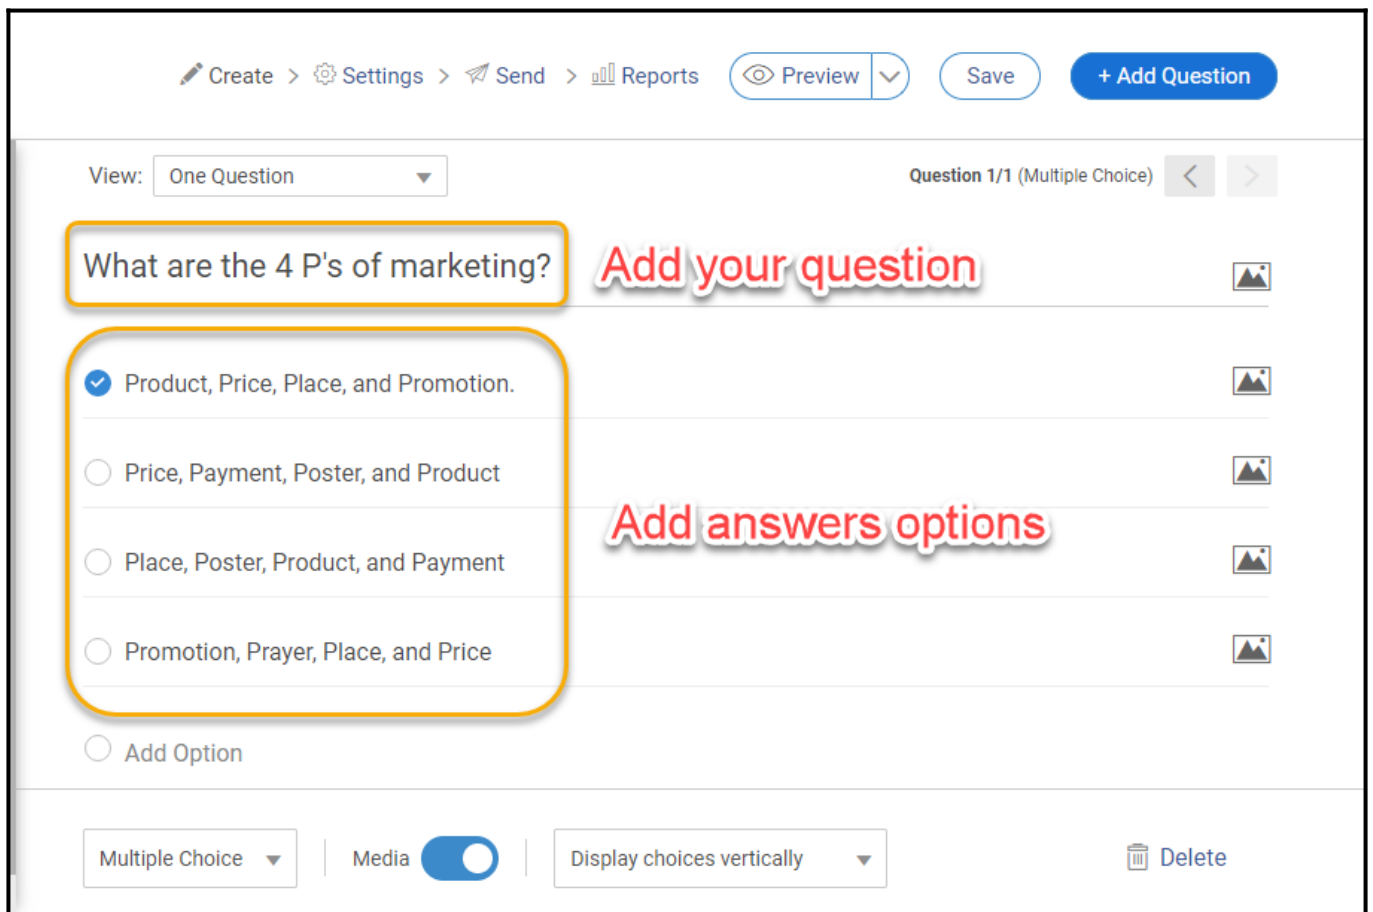 Create > Settings > Send > Reports Preview Save + Add Question
View: One Question Question 1/1 (Multiple Choice) < >
What are the 4 P's of marketing? Add your question
Product, Price, Place, and Promotion.
Price, Payment, Poster, and Product
Add answers options
Place, Poster, Product, and Payment
Promotion, Prayer, Place, and Price
Add Option
Multiple Choice Media Display choices vertically Delete